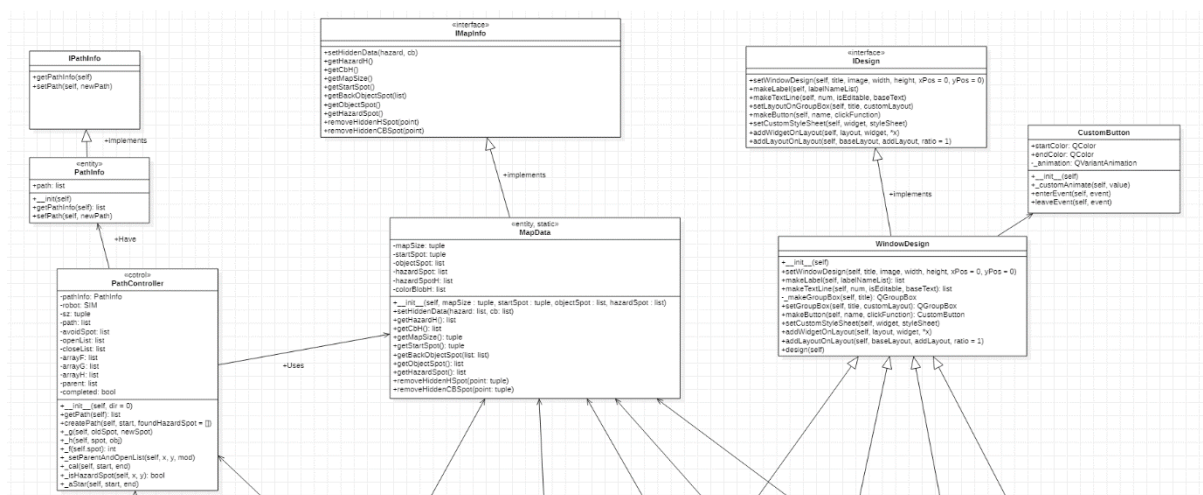 IPathInfo
+getPathInfo(self)
+setPath(self, newPath)
+implements
«entity»
PathInfo
+path: list
+__init(self)
+getPathInfo(self): list
+setPath(self, newPath)
+Have
«cotrol»
PathController
-pathInfo: PathInfo
-robot: SIM
-sz: tuple
-path: list
-avoidSpot: list
-openList: list
-closeList: list
-arrayF: list
-arrayG: list
-arrayH: list
-parent: list
-completed: bool
+__init__(self, dir = 0)
+getPath(self): list
+createPath(self, start, foundHazardSpot = [])
+_g(self, oldSpot, newSpot)
+_h(self, spot, obj)
+_f(self.spot): int
+_setParentAndOpenList(self, x, y, mod)
+_cal(self, start, end)
+_isHazardSpot(self, x, y): bool
+_aStar(self, start, end)
+Uses
«interface»
IMapInfo
+setHiddenData(hazard, cb)
+getHazardH()
+getCbH()
+getMapSize()
+getStartSpot()
+getBackObjectSpot(list)
+getObjectSpot()
+getHazardSpot()
+removeHiddenHSpot(point)
+removeHiddenCBSpot(point)
+implements
«entity, static»
MapData
-mapSize: tuple
-startSpot: tuple
-objectSpot: list
-hazardSpot: list
-hazardSpotH: list
-colorBlobH: list
+__init__(self, mapSize : tuple, startSpot : tuple, objectSpot : list, hazardSpot : list)
+setHiddenData(hazard: list, cb: list)
+getHazardH(): list
+getCbH(): list
+getMapSize(): tuple
+getStartSpot(): tuple
+getBackObjectSpot(list: list)
+getObjectSpot(): list
+getHazardSpot(): list
+removeHiddenHSpot(point: tuple)
+removeHiddenCBSpot(point: tuple)
«interface»
IDesign
+setWindowDesign(self, title, image, width, height, xPos = 0, yPos = 0)
+makeLabel(self, labelNameList)
+makeTextLine(self, num, isEditable, baseText)
+setLayoutOnGroupBox(self, title, customLayout)
+makeButton(self, name, clickFunction)
+setCustomStyleSheet(self, widget, styleSheet)
+addWidgetOnLayout(self, layout, widget, *x)
+addLayoutOnLayout(self, baseLayout, addLayout, ratio = 1)
+implements
CustomButton
+startColor: QColor
+endColor: QColor
-_animation: QVariantAnimation
+__init__(self)
+_customAnimate(self, value)
+enterEvent(self, event)
+leaveEvent(self, event)
WindowDesign
+__init__(self)
+setWindowDesign(self, title, image, width, height, xPos = 0, yPos = 0)
+makeLabel(self, labelNameList): list
+makeTextLine(self, num, isEditable, baseText): list
-_makeGroupBox(self, title): QGroupBox
+setGroupBox(self, title, customLayout): QGroupBox
+makeButton(self, name, clickFunction): CustomButton
+setCustomStyleSheet(self, widget, styleSheet)
+addWidgetOnLayout(self, layout, widget, *x)
+addLayoutOnLayout(self, baseLayout, addLayout, ratio = 1)
+design(self)